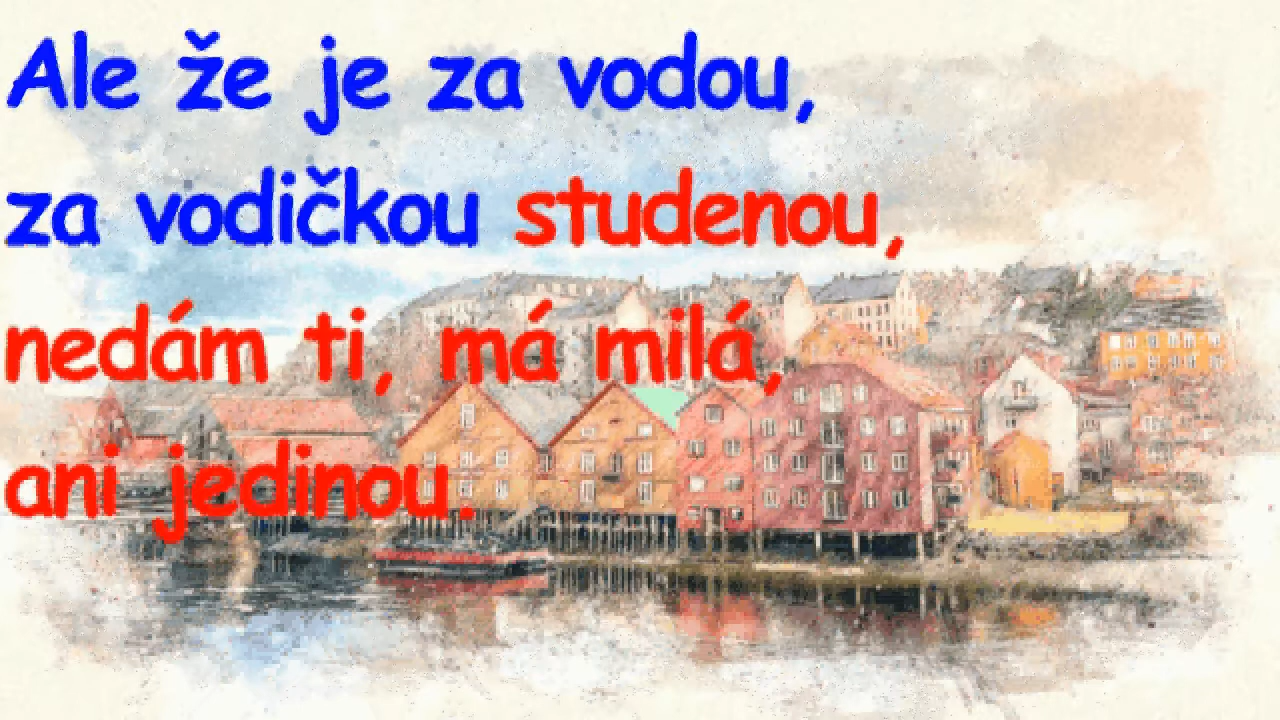 Ale že je za vodou,
za vodičkou studenou,
nedám ti, má milá,
ani jedinou.